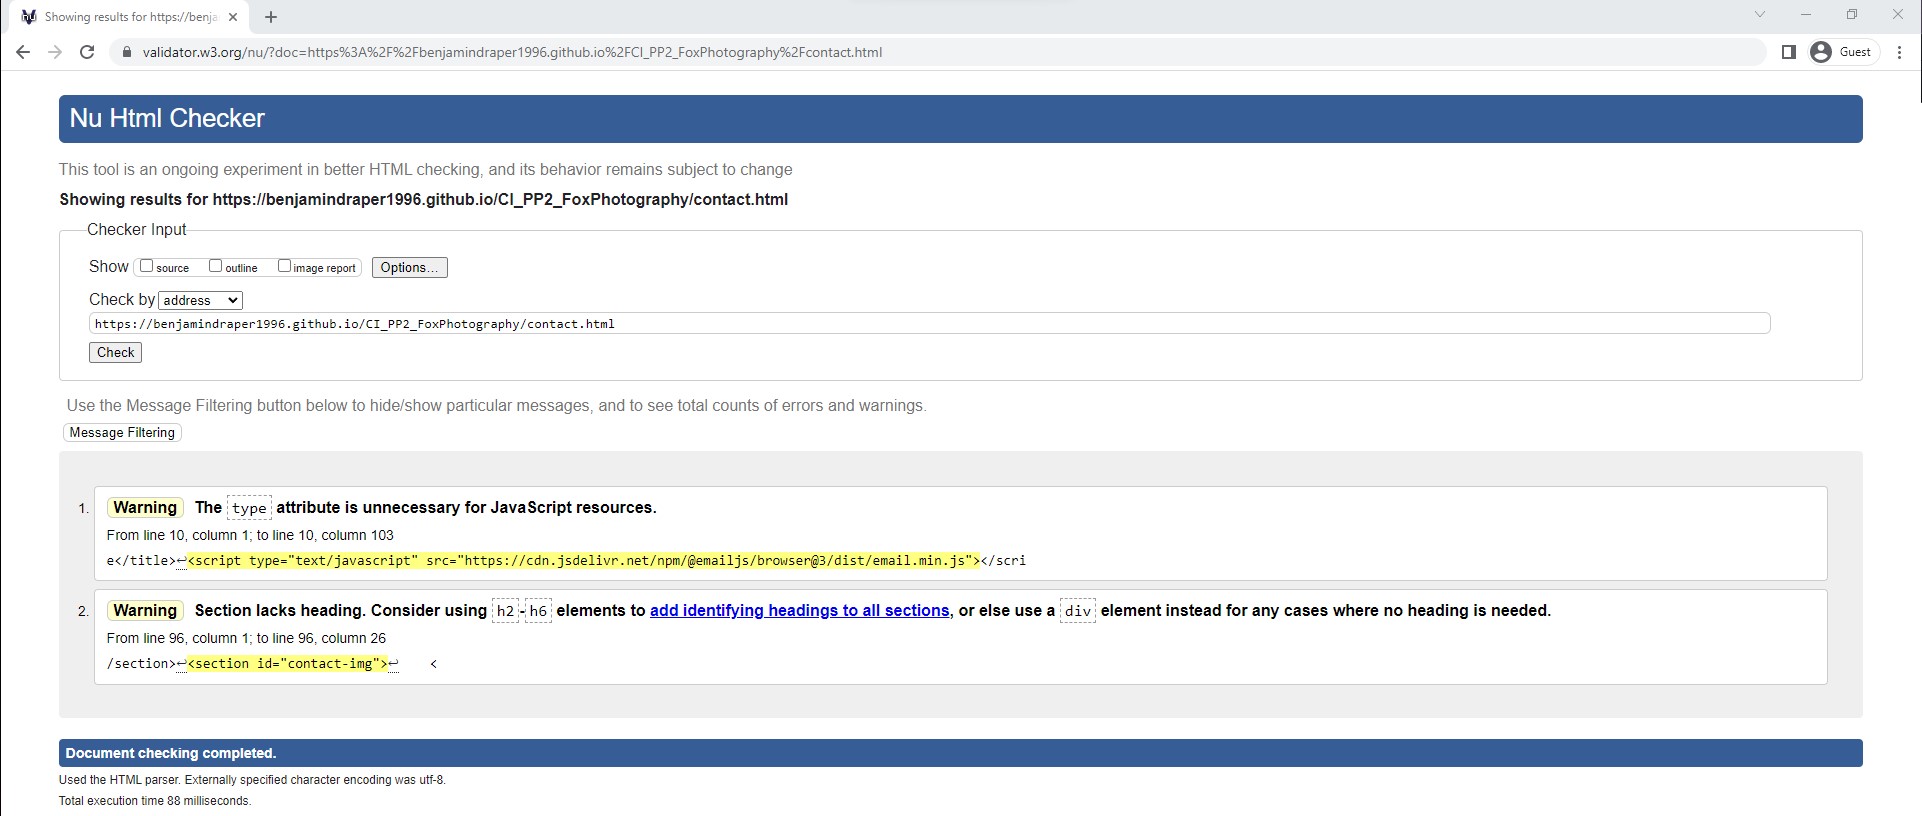 Showing results for https://benja
validator.w3.org/nu/?doc=https%3A%2F%2Fbenjamindraper1996.github.io%2FCI_PP2_FoxPhotography%2Fcontact.html
Guest
Nu Html Checker
This tool is an ongoing experiment in better HTML checking, and its behavior remains subject to change
Showing results for https://benjamindraper1996.github.io/CI_PP2_FoxPhotography/contact.html
Checker Input
Show source outline image report Options...
Check by address
https://benjamindraper1996.github.io/CI_PP2_FoxPhotography/contact.html
Check
Use the Message Filtering button below to hide/show particular messages, and to see total counts of errors and warnings.
Message Filtering
1. Warning The type attribute is unnecessary for JavaScript resources.
From line 10, column 1; to line 10, column 103
e</title>↩<script type="text/javascript" src="https://cdn.jsdelivr.net/npm/@emailjs/browser@3/dist/email.min.js"></scri
2. Warning Section lacks heading. Consider using h2-h6 elements to add identifying headings to all sections, or else use a div element instead for any cases where no heading is needed.
From line 96, column 1; to line 96, column 26
/section>↩<section id="contact-img">↩    <
Document checking completed.
Used the HTML parser. Externally specified character encoding was utf-8.
Total execution time 88 milliseconds.